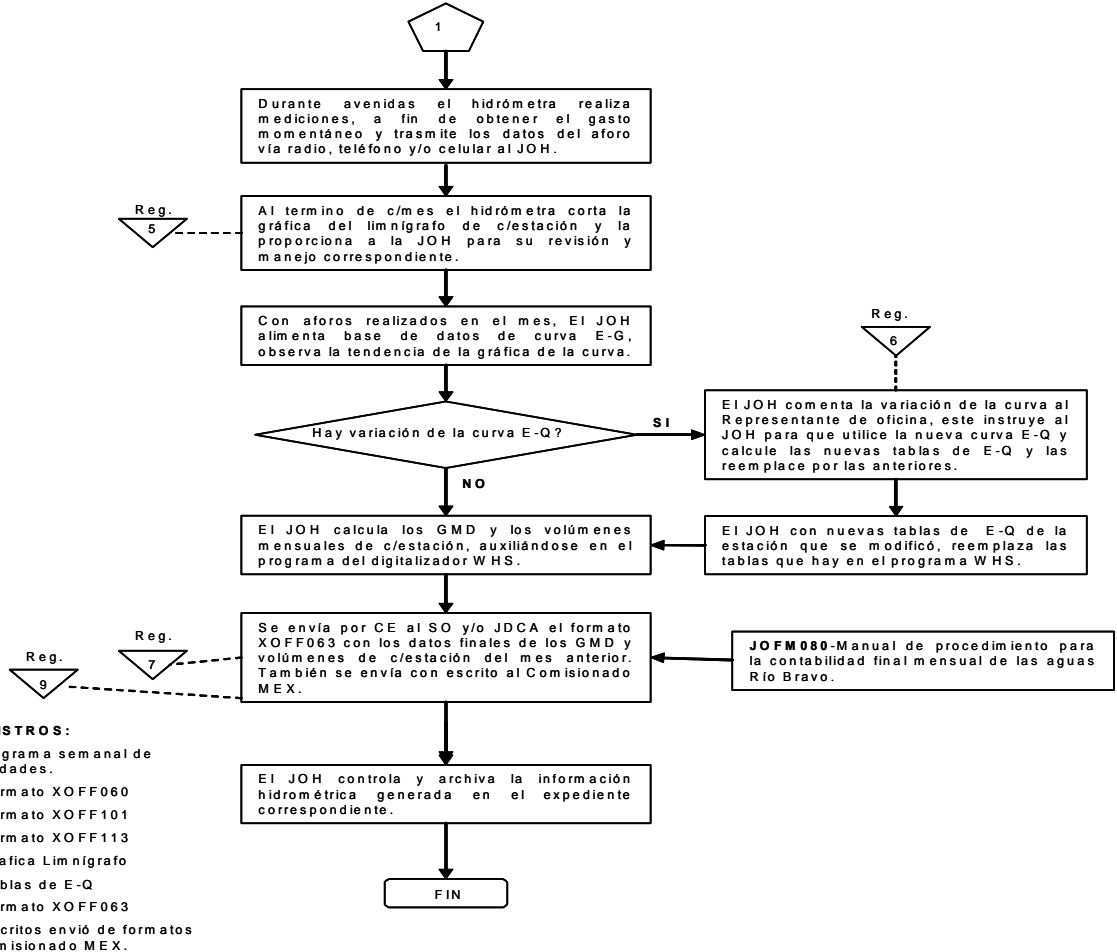 1
Durante avenidas el hidrómetra realiza
mediciones, a fin de obtener el gasto
momentáneo y trasmite los datos del aforo
vía radio, teléfono y/o celular al JOH.
Reg.
5
Al termino de c/mes el hidrómetra corta la
gráfica del limnígrafo de c/estación y la
proporciona a la JOH para su revisión y
manejo correspondiente.
Con aforos realizados en el mes, El JOH
alimenta base de datos de curva E-G,
observa la tendencia de la gráfica de la curva.
Reg.
6
Hay variación de la curva E-Q?
SI
NO
El JOH comenta la variación de la curva al
Representante de oficina, este instruye al
JOH para que utilice la nueva curva E-Q y
calcule las nuevas tablas de E-Q y las
reemplace por las anteriores.
El JOH con nuevas tablas de E-Q de la
estación que se modificó, reemplaza las
tablas que hay en el programa WHS.
El JOH calcula los GMD y los volúmenes
mensuales de c/estación, auxiliándose en el
programa del digitalizador WHS.
Reg.
7
Reg.
9
Se envía por CE al SO y/o JDCA el formato
XOFF063 con los datos finales de los GMD y
volúmenes de c/estación del mes anterior.
También se envía con escrito al Comisionado
MEX.
JOFM080-Manual de procedimiento para
la contabilidad final mensual de las aguas
Río Bravo.
El JOH controla y archiva la información
hidrométrica generada en el expediente
correspondiente.
FIN
ISTROS:
grama semanal de
dades.
rmato XOFF060
rmato XOFF101
rmato XOFF113
afica Limnígrafo
blas de E-Q
rmato XOFF063
critos envió de formatos
misionado MEX.